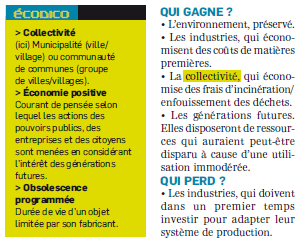 éCODICO
> Collectivité
(ici) Municipalité (ville/
village) ou communauté
de communes (groupe
de villes/villages).
> Économie positive
Courant de pensée selon
lequel les actions des
pouvoirs publics, des
entreprises et des citoyens
sont menées en considérant
l'intérêt des générations
futures.
> Obsolescence
programmée
Durée de vie d'un objet
limitée par son fabricant.
QUI GAGNE ?
• L'environnement, préservé.
• Les industries, qui écono-
misent des coûts de matières
premières.
• La collectivité, qui écono-
mise des frais d'incinération/
enfouissement des déchets.
• Les générations futures.
Elles disposeront de ressour-
ces qui auraient peut-être
disparu à cause d'une utili-
sation immodérée.
QUI PERD ?
• Les industries, qui doivent
dans un premier temps
investir pour adapter leur
système de production.